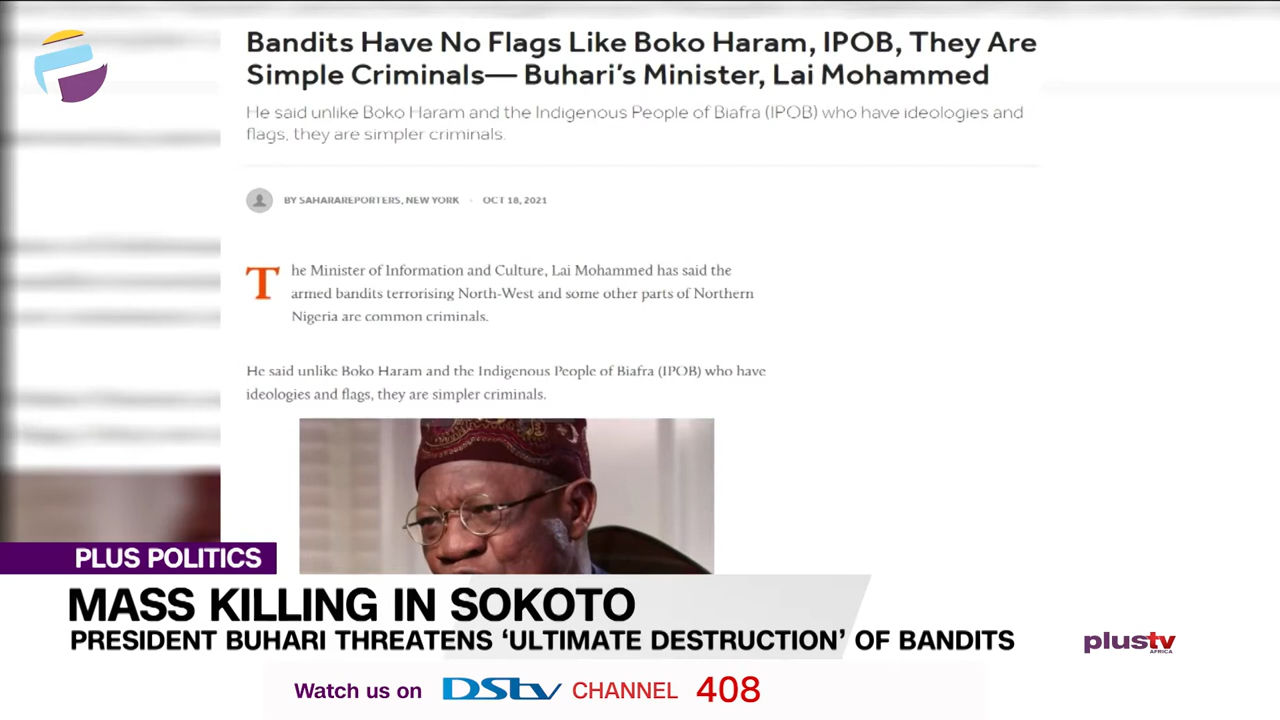 Bandits Have No Flags Like Boko Haram, IPOB, They Are
Simple Criminals— Buhari's Minister, Lai Mohammed
He said unlike Boko Haram and the Indigenous People of Biafra (IPOB) who have ideologies and
flags, they are simpler criminals.
BY SAHARAREPORTERS, NEW YORK
OCT 18, 2021
The Minister of Information and Culture, Lai Mohammed has said the
armed bandits terrorising North-West and some other parts of Northern
Nigeria are common criminals.
He said unlike Boko Haram and the Indigenous People of Biafra (IPOB) who have
ideologies and flags, they are simpler criminals.
PLUS POLITICS
MASS KILLING IN SOKOTO
PRESIDENT BUHARI THREATENS ‘ULTIMATE DESTRUCTION’ OF BANDITS
plustv
AFRICA
Watch us on DStv CHANNEL 408